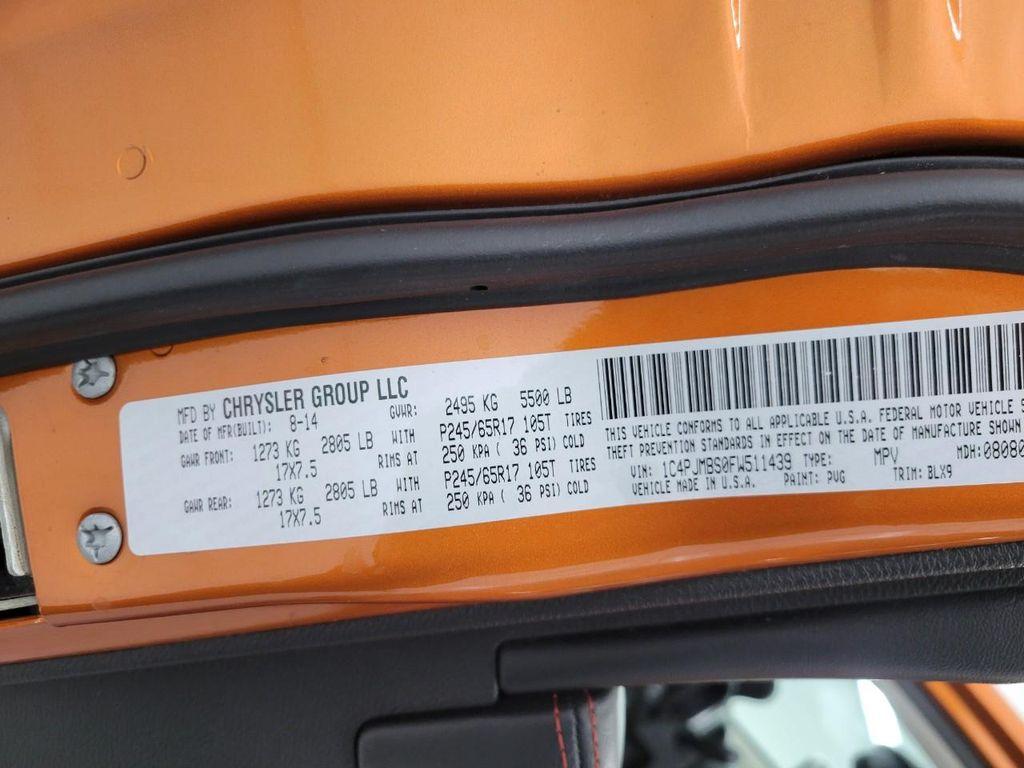 MFD BY CHRYSLER GROUP LLC
DATE OF MFR(BUILT): 8-14 GVWR: 2495 KG 5500 LB
GAWR FRONT: 1273 KG 2805 LB WITH P245/65R17 105T TIRES
17X7.5 RIMS AT 250 KPA ( 36 PSI) COLD
GAWR REAR: 1273 KG 2805 LB WITH P245/65R17 105T TIRES
17X7.5 RIMS AT 250 KPA ( 36 PSI) COLD
THIS VEHICLE CONFORMS TO ALL APPLICABLE U.S.A. FEDERAL MOTOR VEHICLE S
THEFT PREVENTION STANDARDS IN EFFECT ON THE DATE OF MANUFACTURE SHOWN
VIN: 1C4PJMBS0FW511439 TYPE: MPV MDH:0808
VEHICLE MADE IN U.S.A. PAINT: PVG TRIM: BLX9